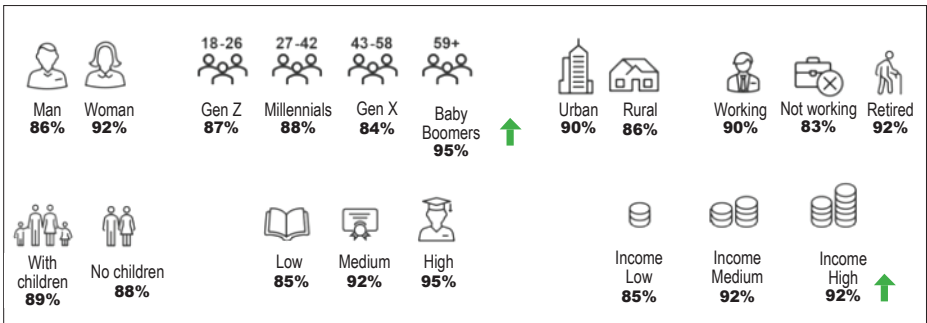 18-26 27-42 43-58 59+
Man Woman Gen Z Millennials Gen X Baby Boomers Urban Rural Working Not working Retired
86% 92% 87% 88% 84% 95% 90% 86% 90% 83% 92%
With children No children Low Medium High Income Low Income Medium Income High
89% 88% 85% 92% 95% 85% 92% 92%